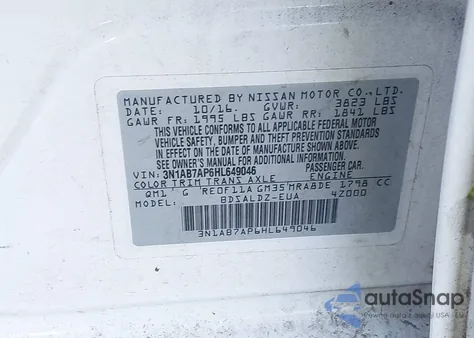 MANUFACTURED BY NISSAN MOTOR CO.,LTD.
DATE: 10/16. GVWR: 3823 LBS
GAWR FR: 1995 LBS GAWR RR: 1841 LBS
THIS VEHICLE CONFORMS TO ALL APPLICABLE FEDERAL MOTOR
VEHICLE SAFETY, BUMPER AND THEFT PREVENTION STANDARDS
IN EFFECT ON THE DATE OF MANUFACTURE SHOWN ABOVE.
SEE OWNER'S MANUAL FOR FURTHER INFORMATION.
VIN: 3N1AB7AP6HL649046 PASSENGER CAR.
COLOR TRIM TRANS AXLE ENGINE
QM1 G RE0F11A GM35 MRA8DE 1798 CC
MODEL: BDSALDZ-EUA 4Z000
3N1AB7AP6HL649046
autoSnap